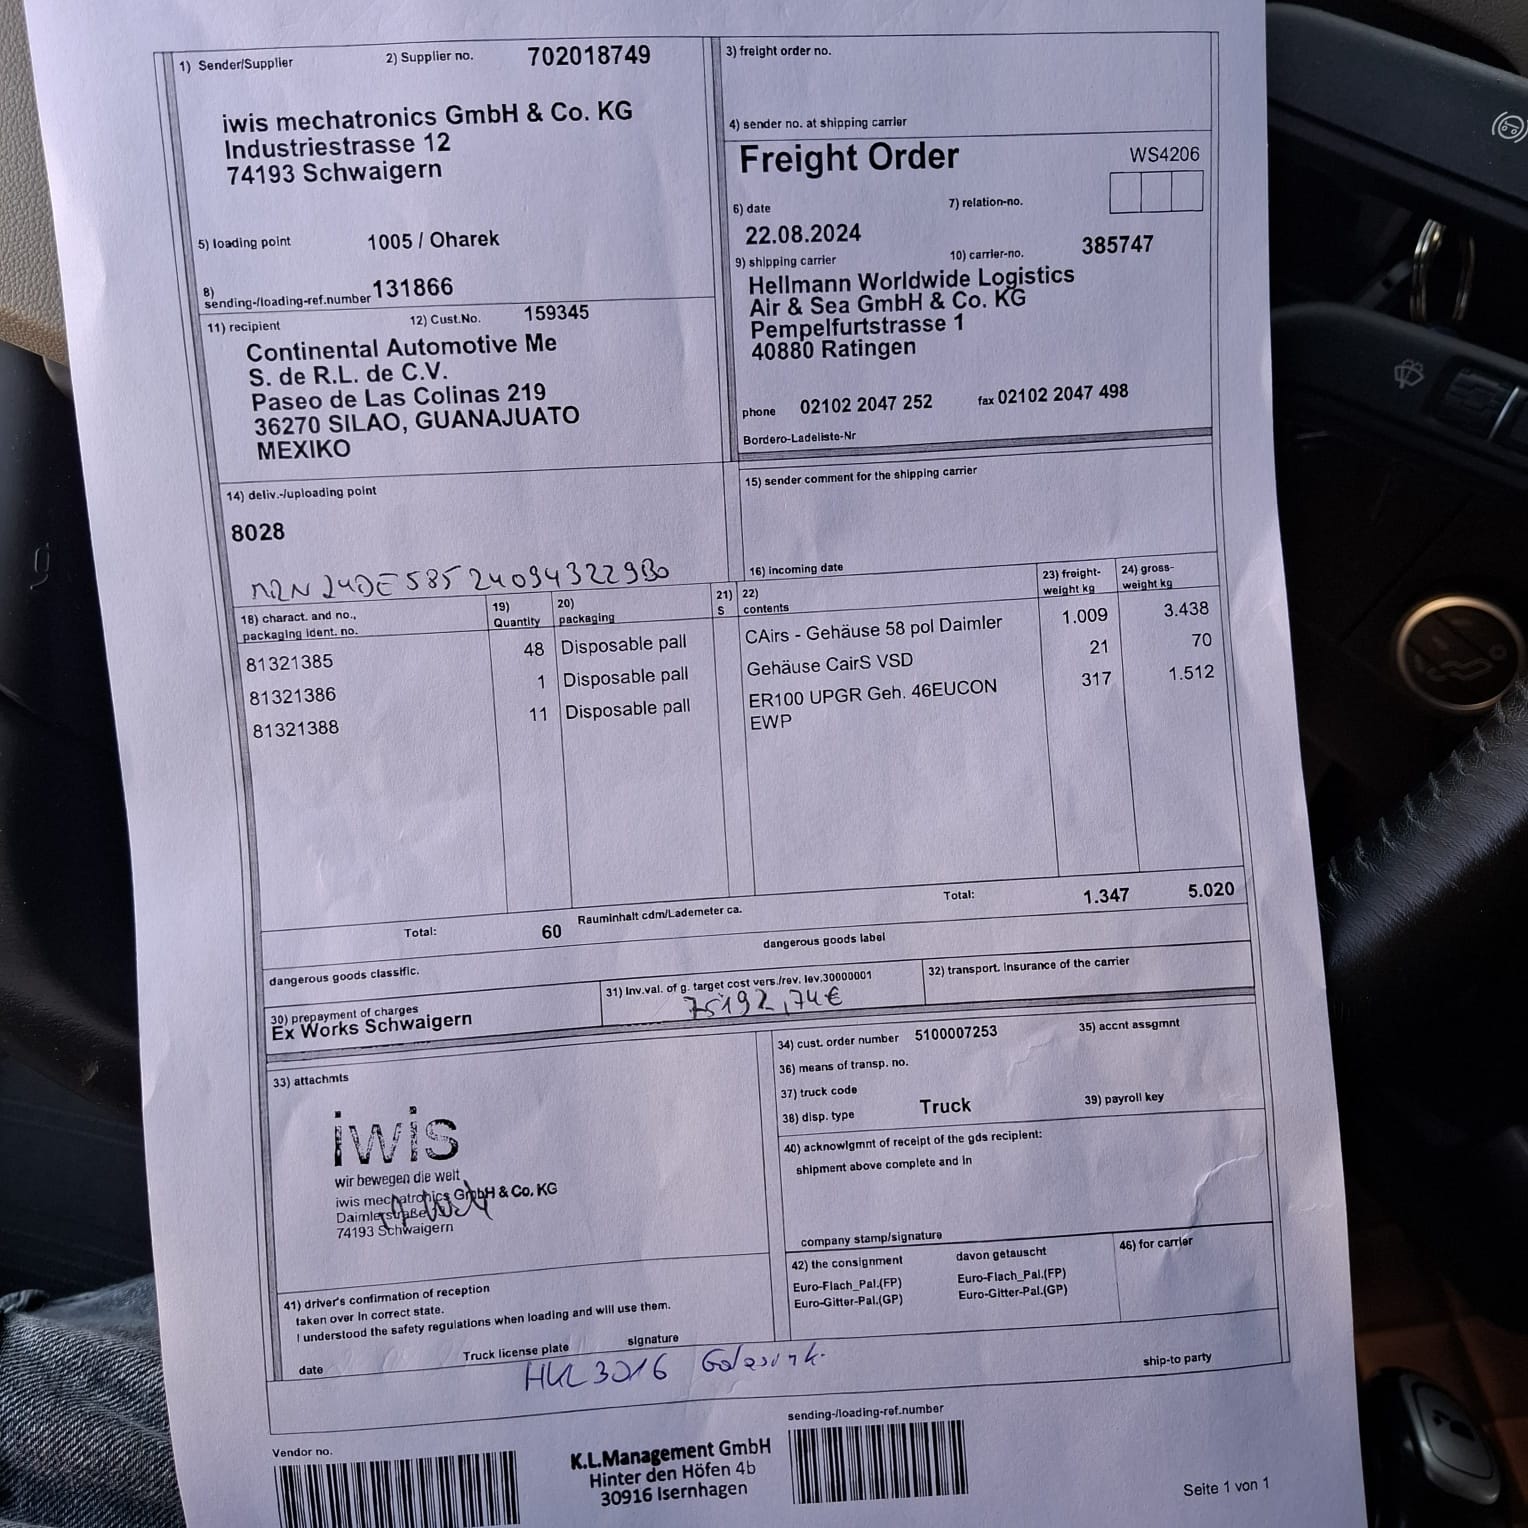 1) Sender/Supplier 2) Supplier no. 702018749
iwis mechatronics GmbH & Co. KG
Industriestrasse 12
74193 Schwaigern
5) loading point 1005 / Oharek
8)
sending-/loading-ref.number 131866
3) freight order no.
4) sender no. at shipping carrier
Freight Order WS4206
6) date 7) relation-no.
22.08.2024
9) shipping carrier 10) carrier-no. 385747
Hellmann Worldwide Logistics
Air & Sea GmbH & Co. KG
Pempelfurtstrasse 1
40880 Ratingen
phone 02102 2047 252 fax 02102 2047 498
Bordero-Ladeliste-Nr
11) recipient 12) Cust.No. 159345
Continental Automotive Me
S. de R.L. de C.V.
Paseo de Las Colinas 219
36270 SILAO, GUANAJUATO
MEXIKO
14) deliv.-/uploading point
8028
15) sender comment for the shipping carrier
16) incoming date
18) charact. and no., 19) 20) 21) 22) 23) freight- 24) gross-
packaging ident. no. Quantity packaging S contents weight kg weight kg
81321385 48 Disposable pall CAirs - Gehäuse 58 pol Daimler 1.009 3.438
81321386 1 Disposable pall Gehäuse CairS VSD 21 70
81321388 11 Disposable pall ER100 UPGR Geh. 46EUCON 317 1.512
EWP
Total: 60 Rauminhalt cdm/Lademeter ca. Total: 1.347 5.020
dangerous goods classific. dangerous goods label
30) prepayment of charges
Ex Works Schwaigern
31) Inv.val. of g. target cost vers./rev. lev.30000001
75192,74€
32) transport. Insurance of the carrier
33) attachmts
iwis
wir bewegen die welt
iwis mechatronics GmbH & Co. KG
Daimlerstraße
74193 Schwaigern
34) cust. order number 5100007253 35) accnt assgmnt
36) means of transp. no.
37) truck code
38) disp. type Truck 39) payroll key
40) acknowlgmnt of receipt of the gds recipient:
shipment above complete and in
company stamp/signature
41) driver's confirmation of reception
taken over in correct state.
I understood the safety regulations when loading and will use them.
date Truck license plate signature
HKL 3016
42) the consignment davon getauscht 46) for carrier
Euro-Flach_Pal.(FP) Euro-Flach_Pal.(FP)
Euro-Gitter-Pal.(GP) Euro-Gitter-Pal.(GP)
ship-to party
Vendor no.
K.L.Management GmbH
Hinter den Höfen 4b
30916 Isernhagen
sending-/loading-ref.number
Seite 1 von 1